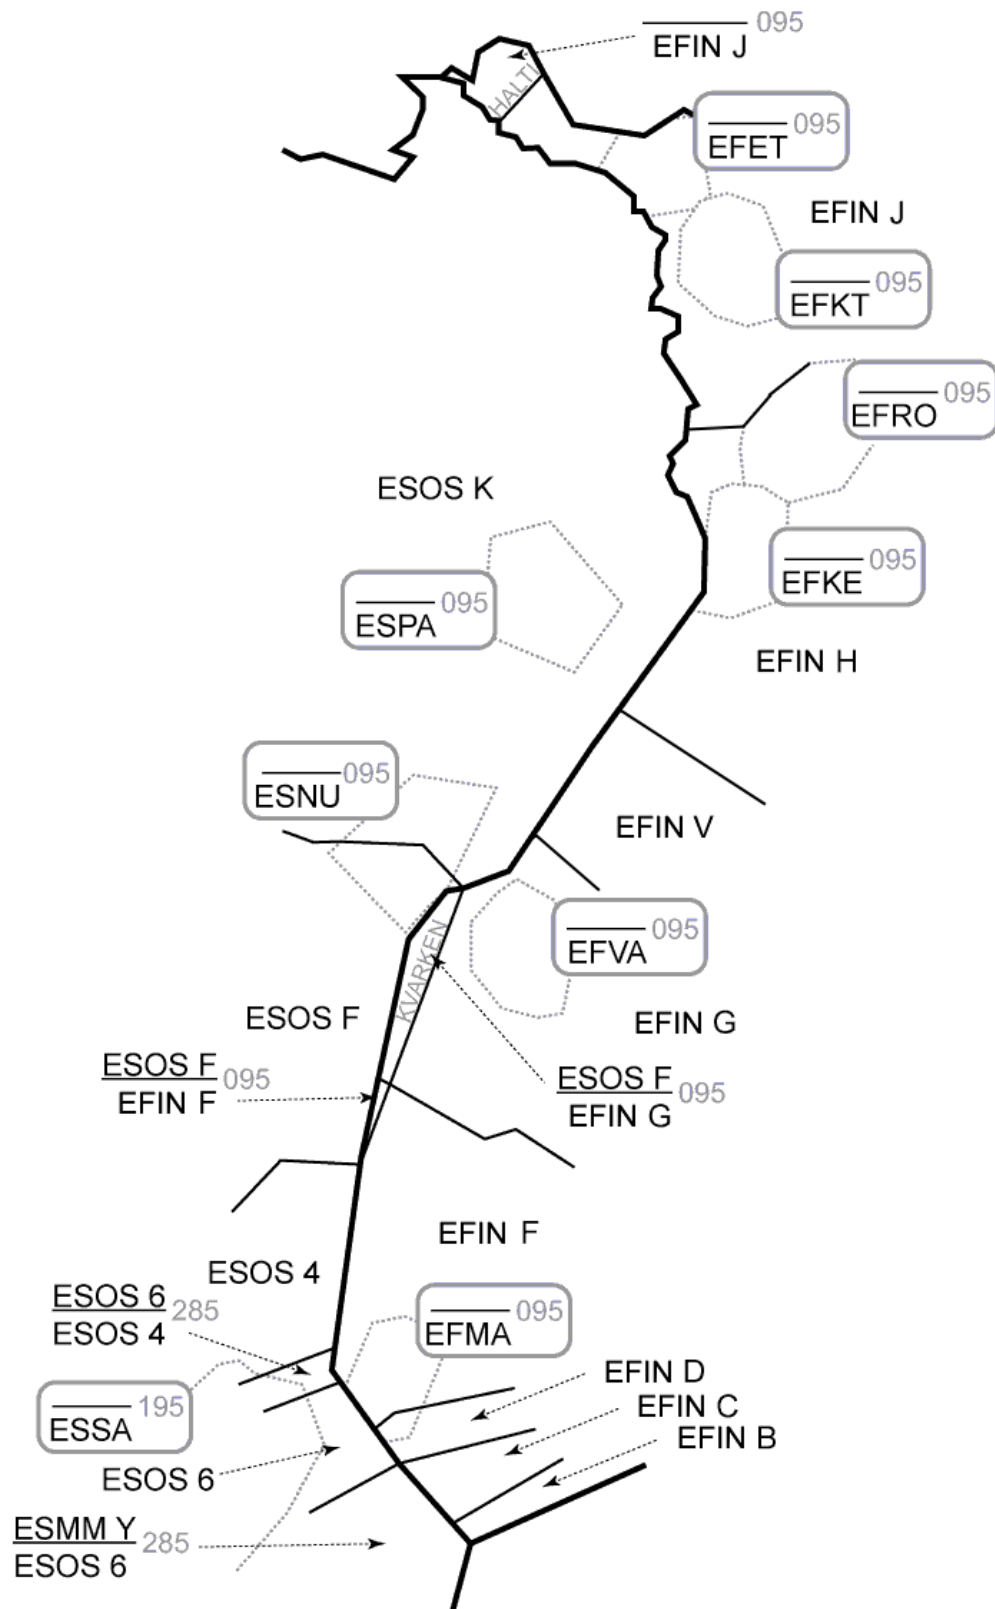 095
EFIN J
HALTI
095
EFET
EFIN J
095
EFKT
095
EFRO
ESOS K
095
EFKE
095
ESPA
EFIN H
095
ESNU
EFIN V
095
EFVA
KVARKEN
ESOS F
EFIN G
ESOS F
095
EFIN F
ESOS F
095
EFIN G
EFIN F
ESOS 4
ESOS 6
285
ESOS 4
095
EFMA
EFIN D
195
ESSA
EFIN C
EFIN B
ESOS 6
ESMM Y
285
ESOS 6